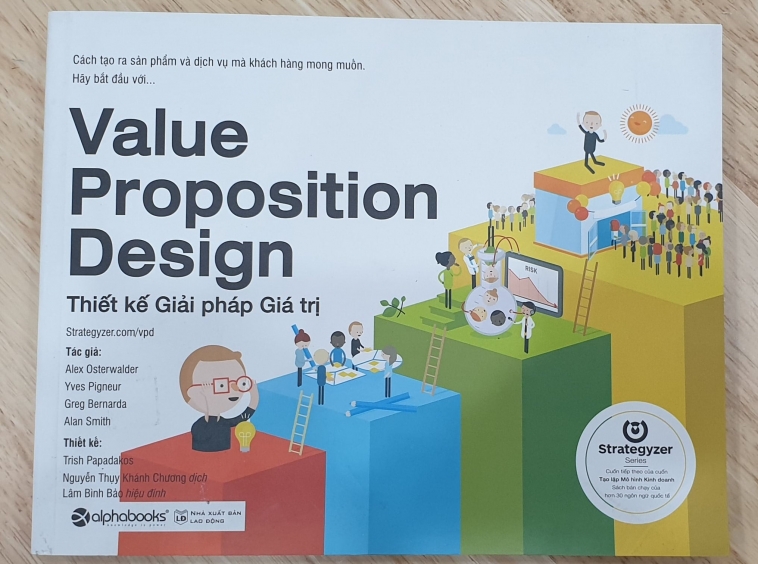 Cách tạo ra sản phẩm và dịch vụ mà khách hàng mong muốn.
Hãy bắt đầu với...
Value
Proposition
Design
Thiết kế Giải pháp Giá trị
Strategyzer.com/vpd
Tác giả:
Alex Osterwalder
Yves Pigneur
Greg Bernarda
Alan Smith
Thiết kế:
Trish Papadakos
Nguyễn Thụy Khánh Chương dịch
Lâm Bình Bảo hiệu đính
alphabooks
knowledge is power
LĐ
NHÀ XUẤT BẢN
LAO ĐỘNG
RISK
Strategyzer
Series
Cuốn tiếp theo của cuốn
Tạo lập Mô hình Kinh doanh
Sách bán chạy của
hơn 30 ngôn ngữ quốc tế